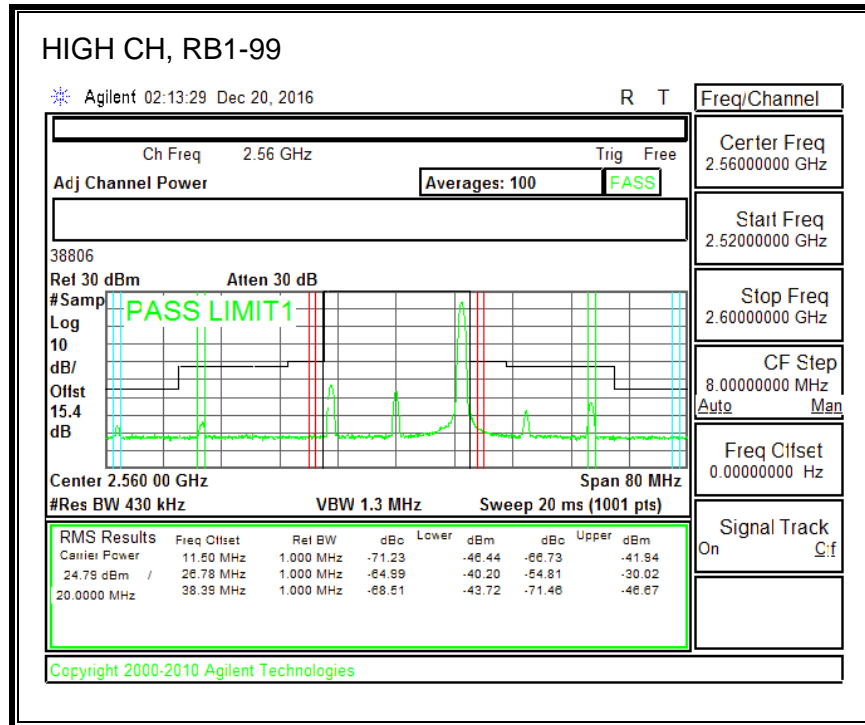 HIGH CH, RB1-99
Agilent 02:13:29 Dec 20, 2016 R T
Freq/Channel
Ch Freq 2.56 GHz Trig Free
Adj Channel Power Averages: 100 PASS
38806
Ref 30 dBm Atten 30 dB
#Samp
Log
10
dB/
Offst
15.4
dB
PASS LIMIT1
Center 2.560 00 GHz Span 80 MHz
#Res BW 430 kHz VBW 1.3 MHz Sweep 20 ms (1001 pts)
RMS Results Freq Offset Ref BW dBc Lower dBm dBc Upper dBm
Carrier Power 11.50 MHz 1.000 MHz -71.23 -46.44 -66.73 -41.94
24.79 dBm / 26.78 MHz 1.000 MHz -64.99 -40.20 -54.81 -30.02
20.0000 MHz 38.39 MHz 1.000 MHz -68.51 -43.72 -71.46 -46.67
Center Freq
2.56000000 GHz
Start Freq
2.52000000 GHz
Stop Freq
2.60000000 GHz
CF Step
8.00000000 MHz
Auto Man
Freq Offset
0.00000000 Hz
Signal Track
On Off
Copyright 2000-2010 Agilent Technologies